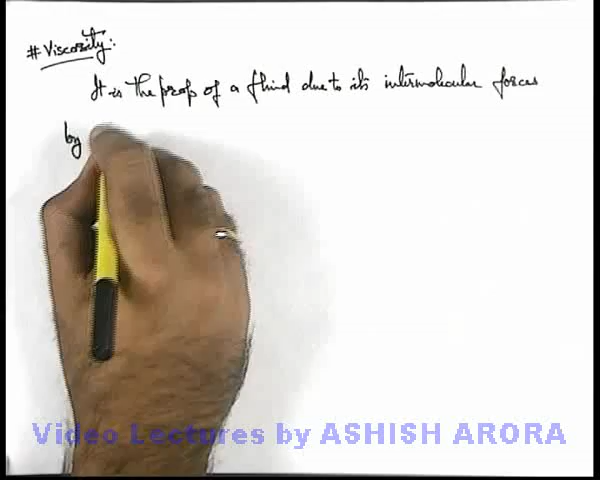 # Viscosity:
It is the prop of a fluid due to its intermolecular forces
by
Video Lectures by ASHISH ARORA